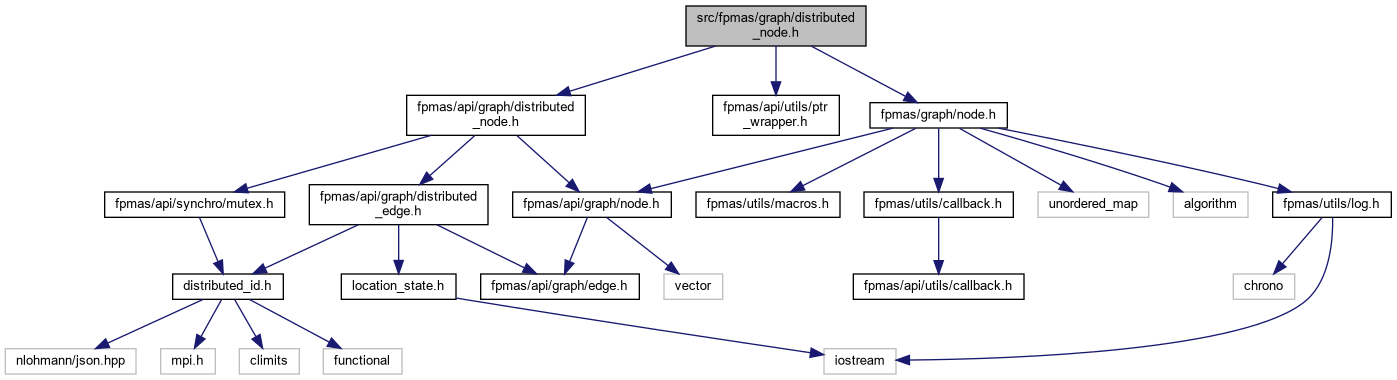 src/fpmas/graph/distributed
_node.h
fpmas/api/graph/distributed
_node.h
fpmas/api/utils/ptr
_wrapper.h
fpmas/graph/node.h
fpmas/api/synchro/mutex.h
fpmas/api/graph/distributed
_edge.h
fpmas/api/graph/node.h
fpmas/utils/macros.h
fpmas/utils/callback.h
unordered_map
algorithm
fpmas/utils/log.h
distributed_id.h
location_state.h
fpmas/api/graph/edge.h
vector
fpmas/api/utils/callback.h
chrono
nlohmann/json.hpp
mpi.h
climits
functional
iostream